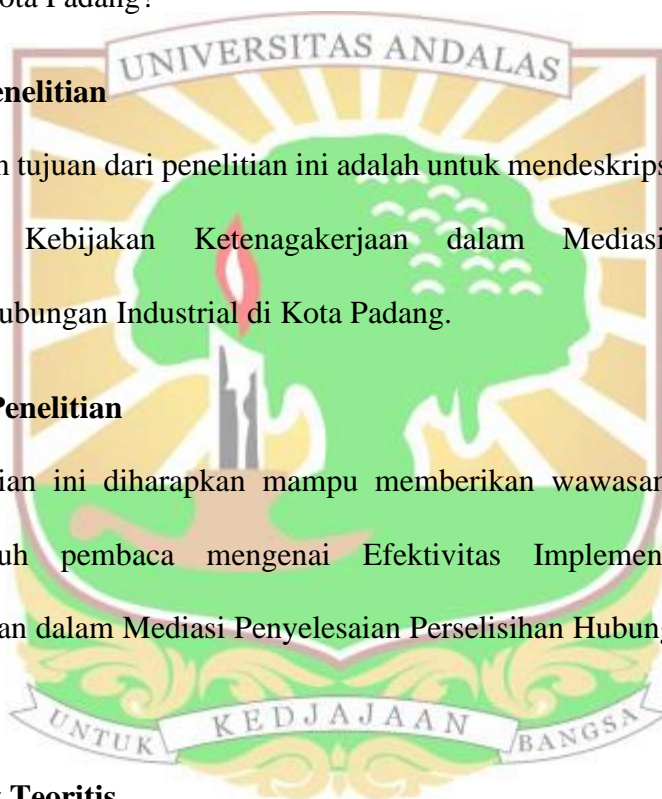 ota Padang?
UNIVERSITAS ANDALAS
enelitian
n tujuan dari penelitian ini adalah untuk mendeskrips
Kebijakan Ketenagakerjaan dalam Mediasi
ubungan Industrial di Kota Padang.
Penelitian
ian ini diharapkan mampu memberikan wawasan
uh pembaca mengenai Efektivitas Implemen
an dalam Mediasi Penyelesaian Perselisihan Hubung
UNTUK KEDJAJAAN BANGSA
Teoritis